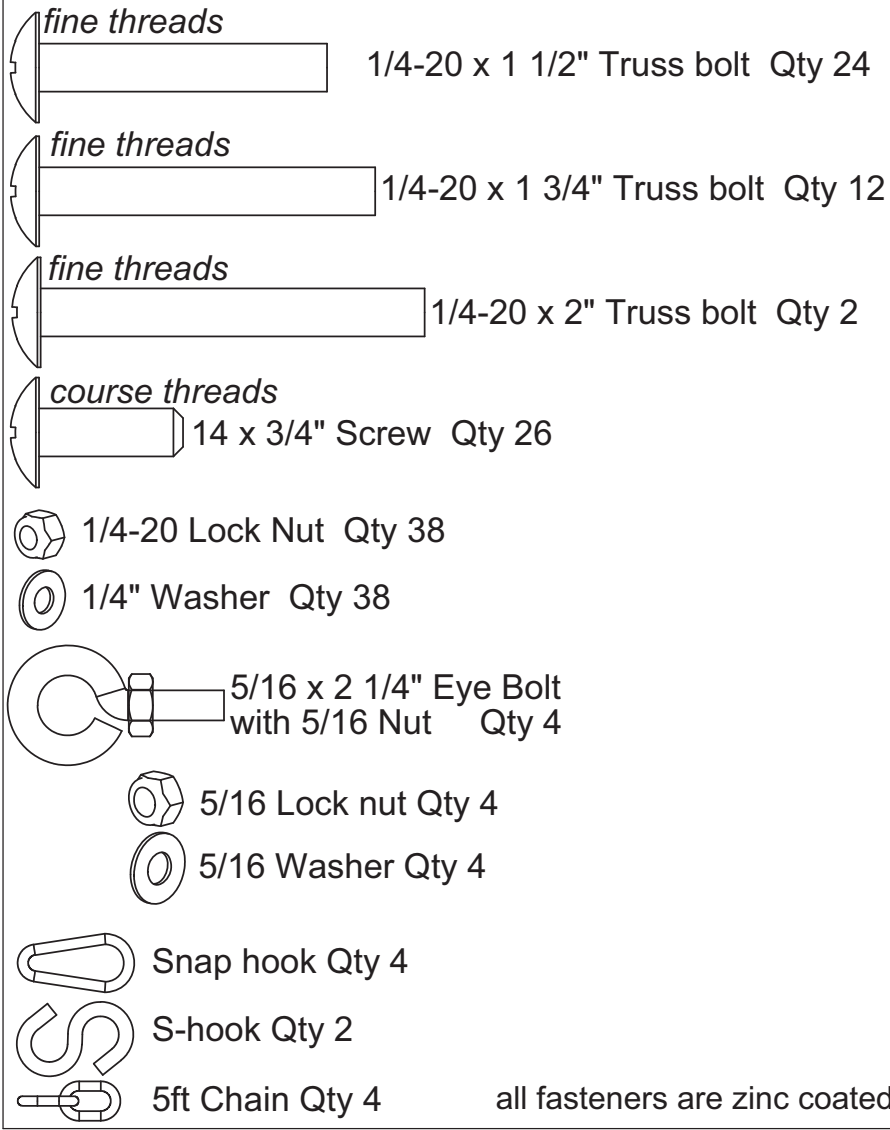 fine threads
1/4-20 x 1 1/2" Truss bolt Qty 24
fine threads
1/4-20 x 1 3/4" Truss bolt Qty 12
fine threads
1/4-20 x 2" Truss bolt Qty 2
course threads
14 x 3/4" Screw Qty 26
1/4-20 Lock Nut Qty 38
1/4" Washer Qty 38
5/16 x 2 1/4" Eye Bolt
with 5/16 Nut Qty 4
5/16 Lock nut Qty 4
5/16 Washer Qty 4
Snap hook Qty 4
S-hook Qty 2
5ft Chain Qty 4 all fasteners are zinc coated